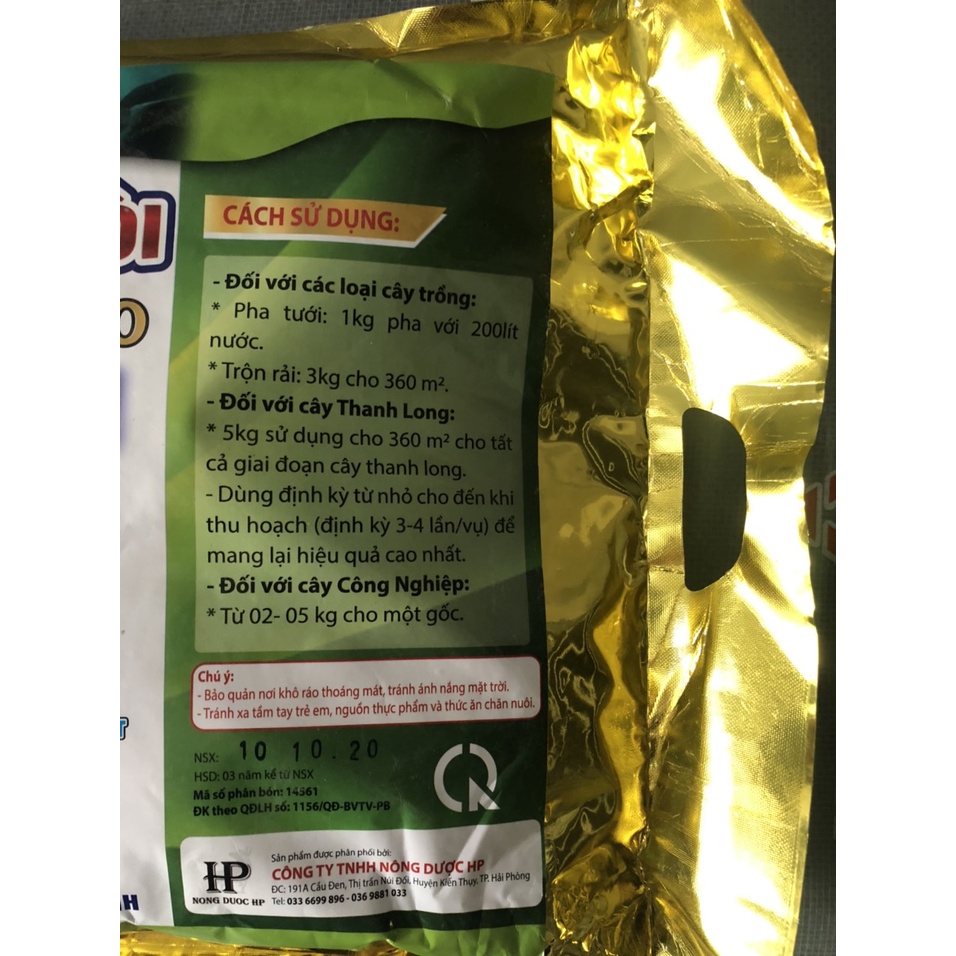 CÁCH SỬ DỤNG:
- Đối với các loại cây trồng:
* Pha tưới: 1kg pha với 200lít
nước.
* Trộn rải: 3kg cho 360 m².
- Đối với cây Thanh Long:
* 5kg sử dụng cho 360 m² cho tất
cả giai đoạn cây thanh long.
- Dùng định kỳ từ nhỏ cho đến khi
thu hoạch (định kỳ 3-4 lần/vụ) để
mang lại hiệu quả cao nhất.
- Đối với cây Công Nghiệp:
* Từ 02- 05 kg cho một gốc.
Chú ý:
- Bảo quản nơi khô ráo thoáng mát, tránh ánh nắng mặt trời.
- Tránh xa tầm tay trẻ em, nguồn thực phẩm và thức ăn chăn nuôi.
NSX: 10 10.20
HSD: 03 năm kể từ NSX
Mã số phân bón: 14561
ĐK theo QĐLH số: 1156/QĐ-BVTV-PB
HP
NONG DUOC HP
Sản phẩm được phân phối bởi:
CÔNG TY TNHH NÔNG DƯỢC HP
ĐC: 191A Cầu Đen, Thị trấn Núi Đối, Huyện Kiến Thụy, TP. Hải Phòng
Tel: 033 6699 896 - 036 9881 033